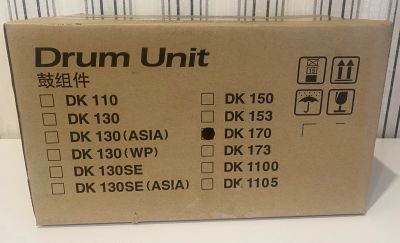 Drum Unit
鼓组件
DK 110
DK 130
DK 130 (ASIA)
DK 130 (WP)
DK 130SE
DK 130SE (ASIA)
DK 150
DK 153
DK 170
DK 173
DK 1100
DK 1105